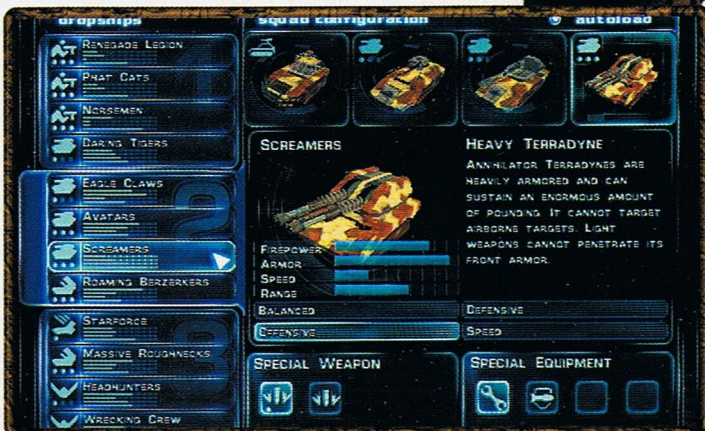 dropships
squad configuration
autoload
RENEGADE LEGION
PHAT CATS
NORSEMEN
DARING TIGERS
EAGLE CLAWS
AVATARS
SCREAMERS
ROAMING BERZERKERS
STARFORCE
MASSIVE ROUGHNECKS
HEADHUNTERS
WRECKING CREW
1
2
3
SCREAMERS
FIREPOWER
ARMOR
SPEED
RANGE
HEAVY TERRADYNE
ANNIHILATOR TERRADYNES ARE
HEAVILY ARMORED AND CAN
SUSTAIN AN ENORMOUS AMOUNT
OF POUNDING. IT CANNOT TARGET
AIRBORNE TARGETS. LIGHT
WEAPONS CANNOT PENETRATE ITS
FRONT ARMOR.
BALANCED
DEFENSIVE
OFFENSIVE
SPEED
SPECIAL WEAPON
SPECIAL EQUIPMENT